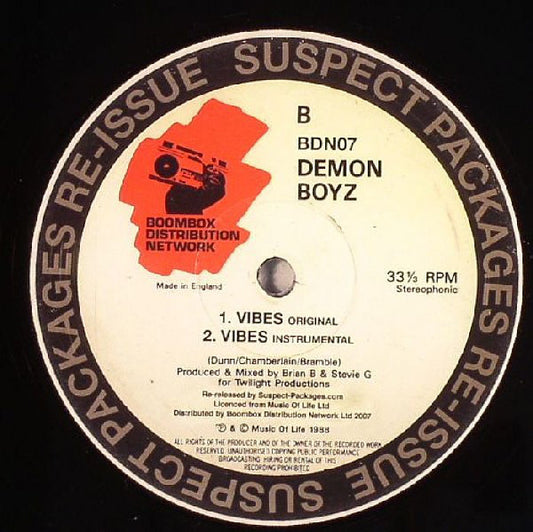 SUSPECT PACKAGES RE-ISSUE SUSPECT PACKAGES RE-ISSUE
B
BDN07
DEMON
BOYZ
BOOMBOX
DISTRIBUTION
NETWORK
Made in England
33⅓ RPM
Stereophonic
1. VIBES ORIGINAL
2. VIBES INSTRUMENTAL
(Dunn/Chamberlain/Bramble)
Produced & Mixed by Brian B & Stevie G
for Twilight Productions
Re-released by Suspect-Packages.com
Licenced from Music Of Life Ltd
Distributed by Boombox Distribution Network Ltd 2007
℗ & © Music Of Life 1988
ALL RIGHTS OF THE PRODUCER AND OF THE OWNER OF THE RECORDED WORK
RESERVED. UNAUTHORISED COPYING PUBLIC PERFORMANCE
BROADCASTING HIRING OR RENTAL OF THIS
RECORDING PROHIBITED